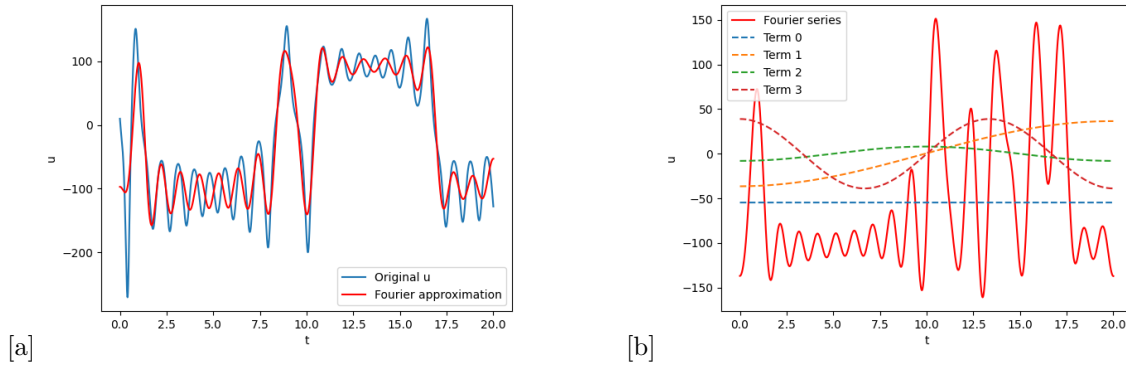 100
0
−100
−200
u
0.0 2.5 5.0 7.5 10.0 12.5 15.0 17.5 20.0
t
Original u
Fourier approximation
[a]
150
100
50
0
−50
−100
−150
u
0.0 2.5 5.0 7.5 10.0 12.5 15.0 17.5 20.0
t
Fourier series
Term 0
Term 1
Term 2
Term 3
[b]